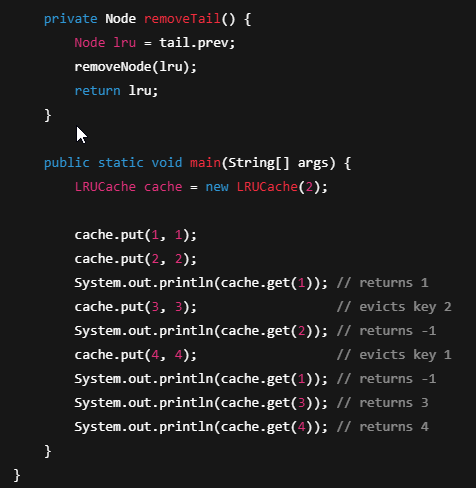 private Node removeTail() {
        Node lru = tail.prev;
        removeNode(lru);
        return lru;
    }

    public static void main(String[] args) {
        LRUCache cache = new LRUCache(2);

        cache.put(1, 1);
        cache.put(2, 2);
        System.out.println(cache.get(1)); // returns 1
        cache.put(3, 3);                  // evicts key 2
        System.out.println(cache.get(2)); // returns -1
        cache.put(4, 4);                  // evicts key 1
        System.out.println(cache.get(1)); // returns -1
        System.out.println(cache.get(3)); // returns 3
        System.out.println(cache.get(4)); // returns 4
    }
}